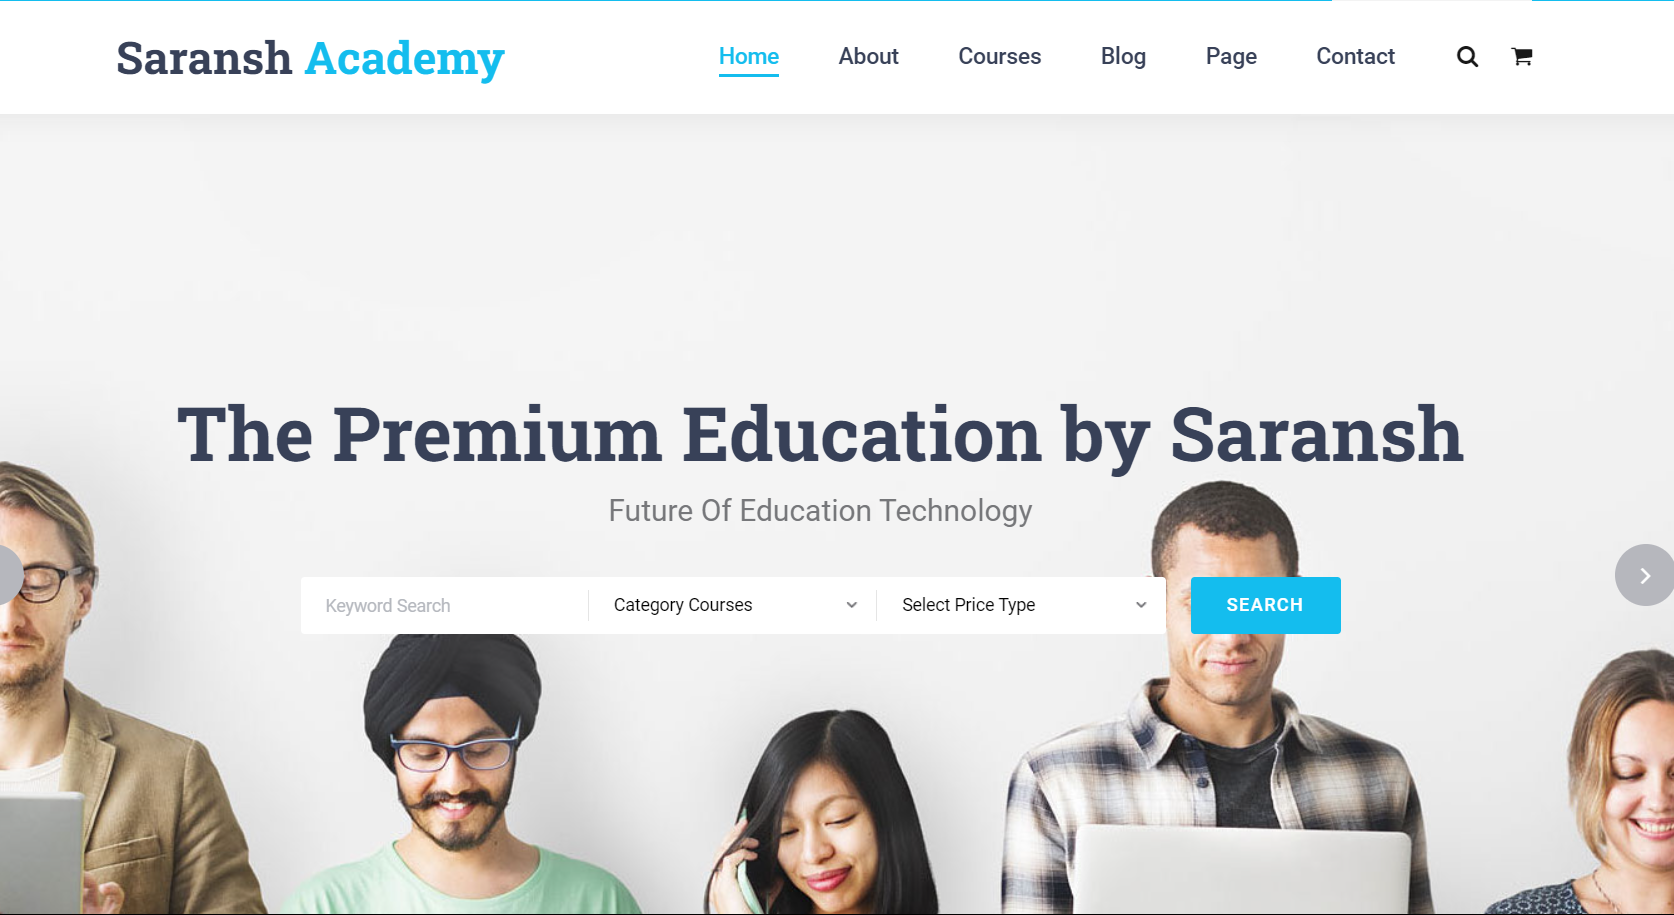 Saransh Academy
Home About Courses Blog Page Contact
The Premium Education by Saransh
Future Of Education Technology
Keyword Search Category Courses Select Price Type SEARCH